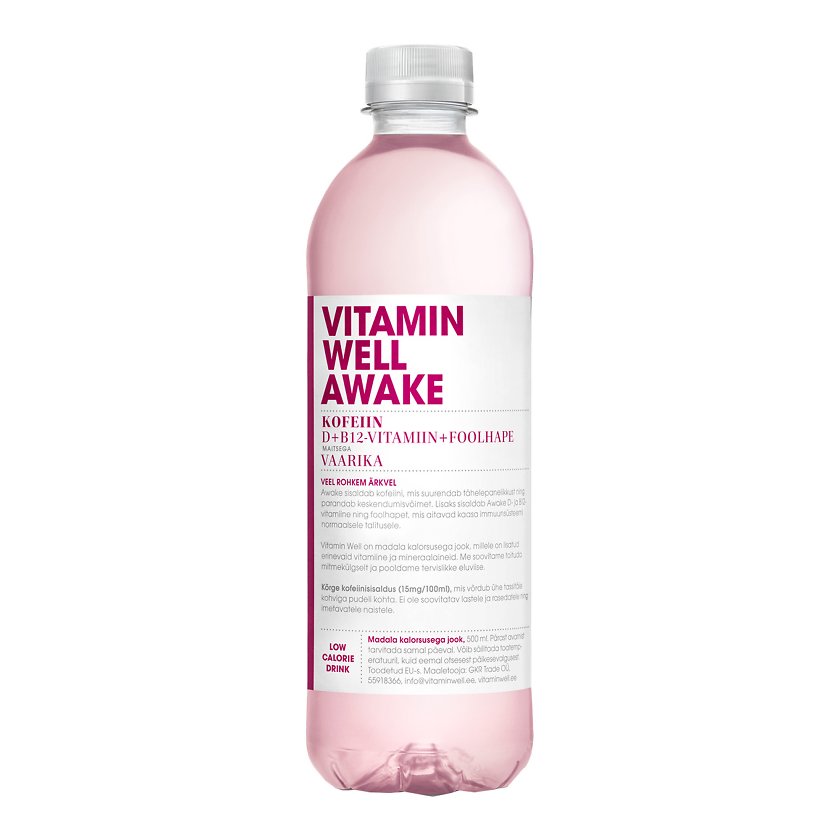 VITAMIN
WELL
AWAKE
KOFEIIN
D+B12-VITAMIIN+FOOLHAPE
MAITSEGA
VAARIKA
VEEL ROHKEM ÄRKVEL
Awake sisaldab kofeiini, mis suurendab tähelepanelikkust ning
parandab keskendumisvõimet. Lisaks sisaldab Awake D- ja B12-
vitamiine ning foolhapet, mis aitavad kaasa immuunsüsteemi
normaalsele talitusele.
Vitamin Well on madala kalorsusega jook, millele on lisatud
erinevaid vitamiine ja mineraalaineid. Me soovitame toituda
mitmekülgselt ja pooldame tervislikke eluviise.
Kõrge kofeiinisisaldus (15mg/100ml), mis võrdub ühe tassitäie
kohviga pudeli kohta. Ei ole soovitatav lastele ja rasedatele ning
imetavatele naistele.
LOW
CALORIE
DRINK
Madala kalorsusega jook, 500 ml. Pärast avamist
tarvitada samal päeval. Võib säilitada toatemp-
eratuuril, kuid eemal otsesest päikesevalgusest.
Toodetud EU-s. Maaletooja: GKR Trade OÜ,
55918366, info@vitaminwell.ee, vitaminwell.ee